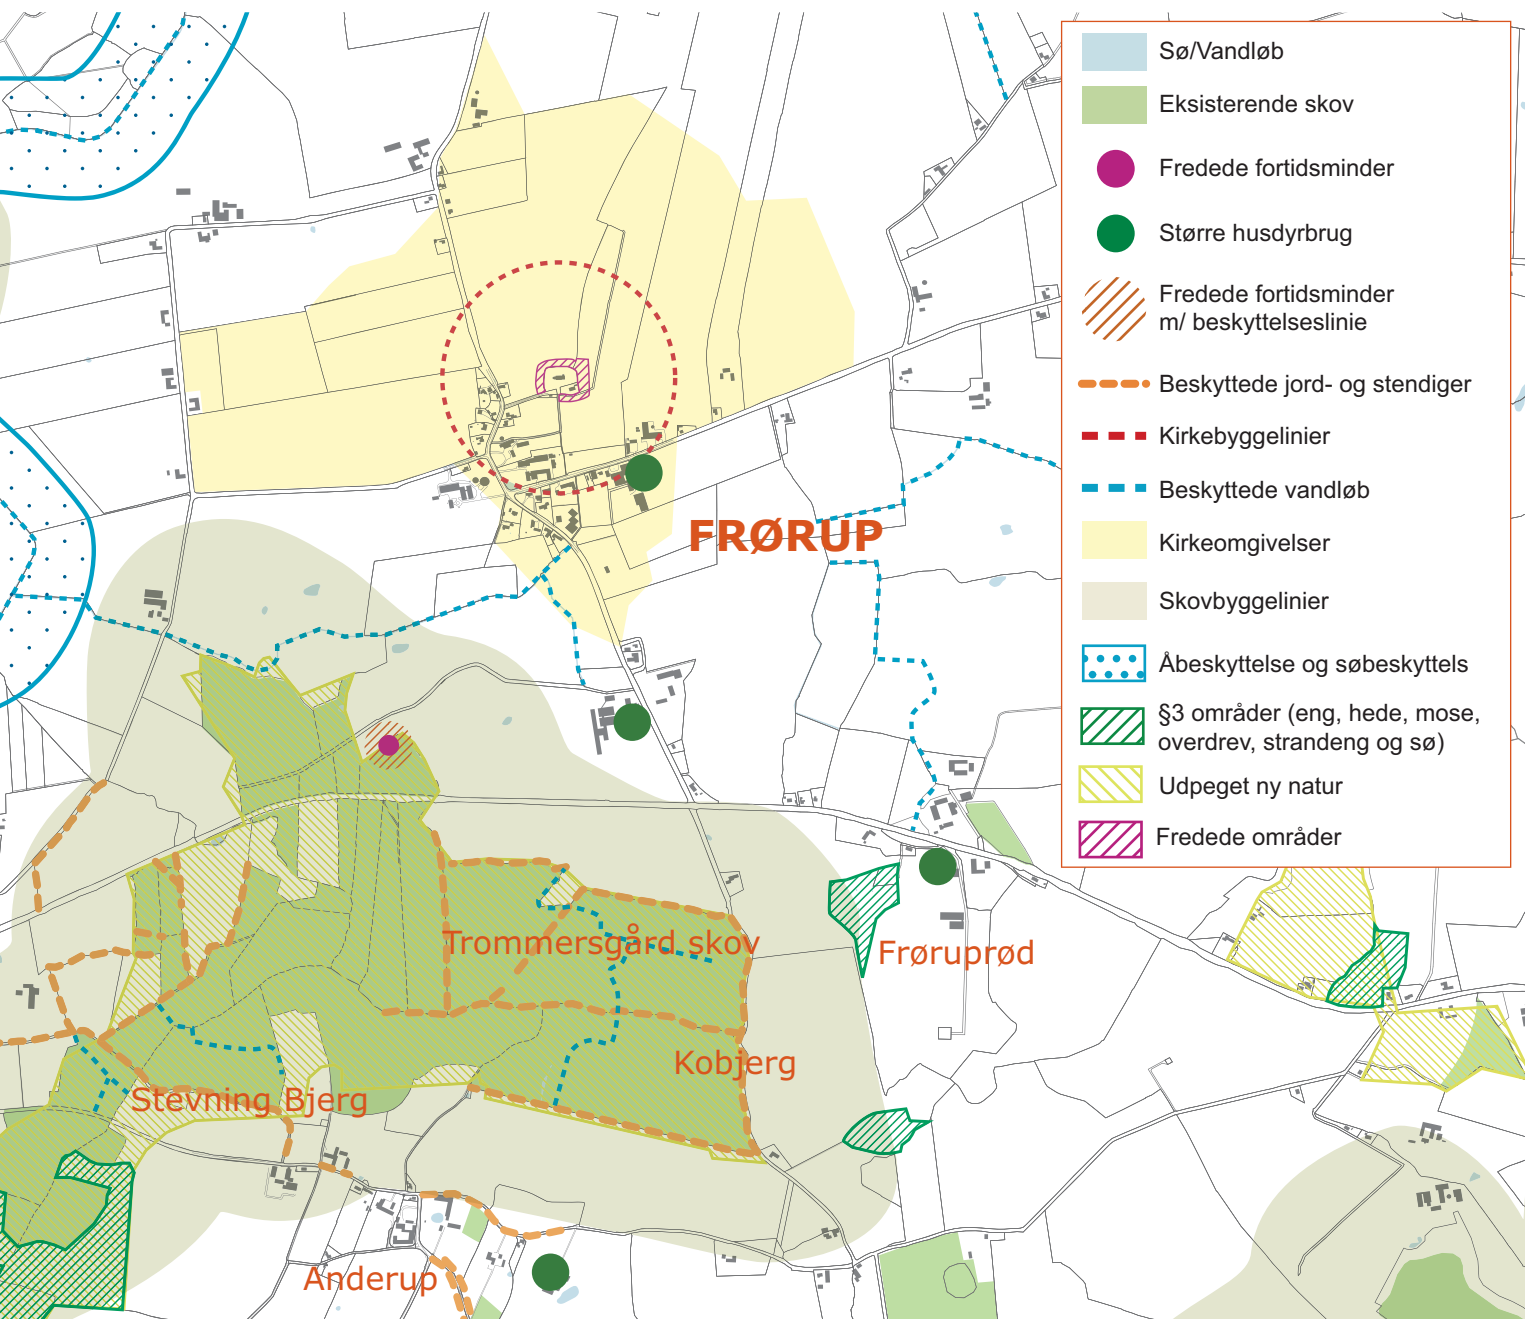 Sø/Vandløb
Eksisterende skov
Fredede fortidsminder
Større husdyrbrug
Fredede fortidsminder
m/ beskyttelseslinie
Beskyttede jord- og stendiger
Kirkebyggelinier
Beskyttede vandløb
Kirkeomgivelser
Skovbyggelinier
Åbeskyttelse og søbeskyttels
§3 områder (eng, hede, mose,
overdrev, strandeng og sø)
Udpeget ny natur
Fredede områder
FRØRUP
Trommersgård skov
Frøruprød
Kobjerg
Stevning Bjerg
Anderup